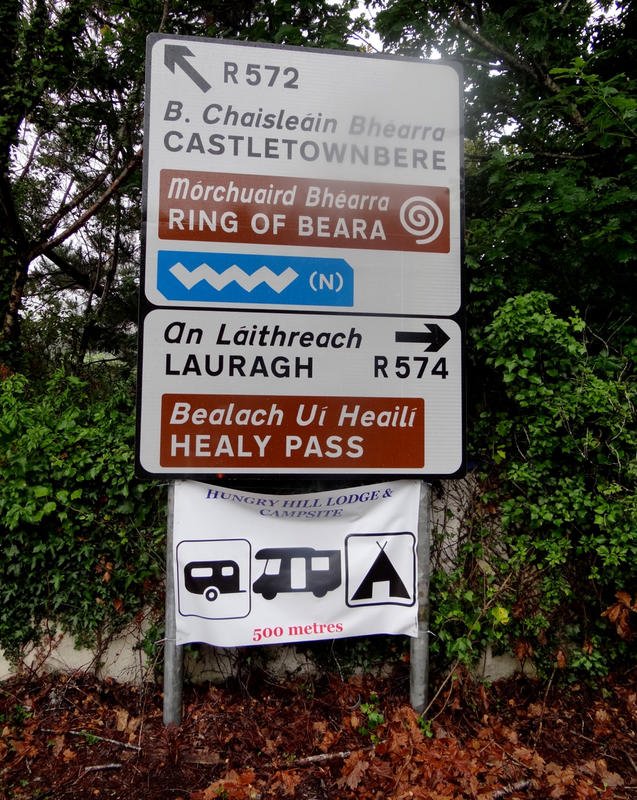 R572
B. Chaisleáin Bhéarra
CASTLETOWNBERE
Mórchuaird Bhéarra
RING OF BEARA
(N)
An Láithreach
LAURAGH R574
Bealach Uí Heailí
HEALY PASS
HUNGRY HILL LODGE &
CAMPSITE
500 metres